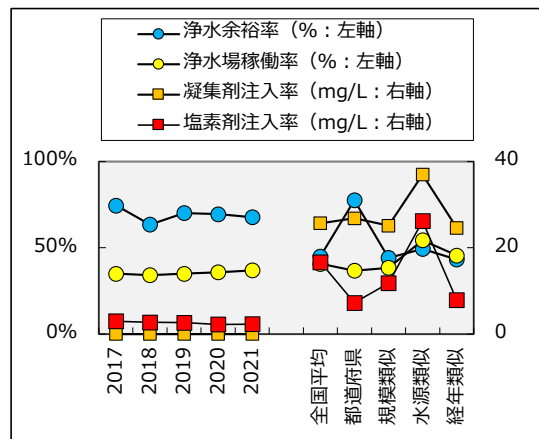 浄水余裕率（%：左軸）
浄水場稼働率（%：左軸）
凝集剤注入率（mg/L：右軸）
塩素剤注入率（mg/L：右軸）
100%
50%
0%
40
20
0
2017
2018
2019
2020
2021
全国平均
都道府県
規模類似
水源類似
経年類似